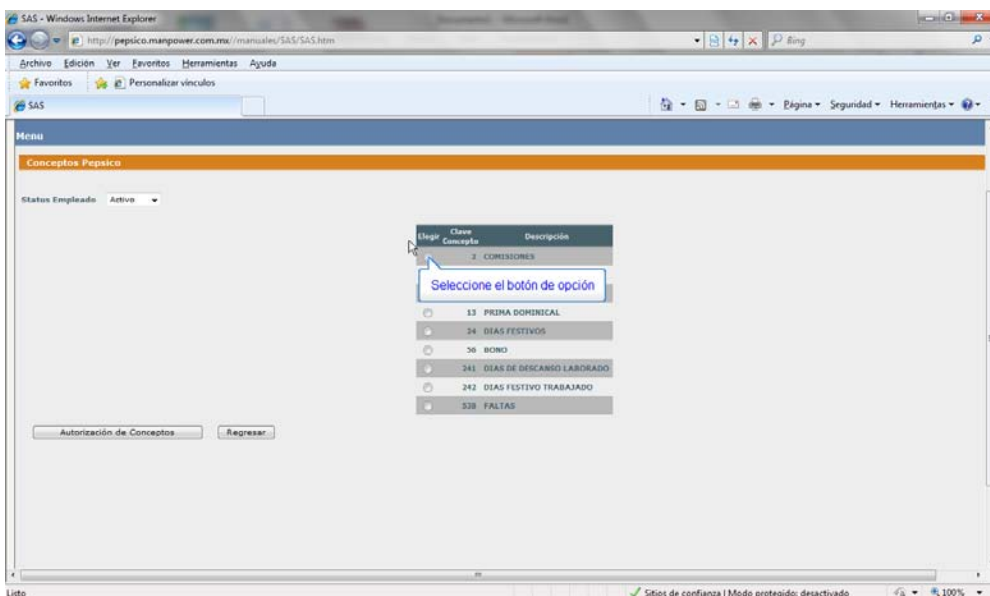 SAS - Windows Internet Explorer
http://pepsico.manpower.com.mx//manuales/SAS/SAS.htm
Bing
Archivo Edición Ver Favoritos Herramientas Ayuda
Favoritos Personalizar vínculos
SAS Página Seguridad Herramientas
Menu
Conceptos Pepsico
Status Empleado Activo
Elegir Clave Concepto Descripción
2 COMISIONES
Seleccione el botón de opción
13 PRIMA DOMINICAL
24 DIAS FESTIVOS
56 BONO
241 DIAS DE DESCANSO LABORADO
242 DIAS FESTIVO TRABAJADO
538 FALTAS
Autorización de Conceptos Regresar
Listo Sitios de confianza | Modo protegido: desactivado 100%